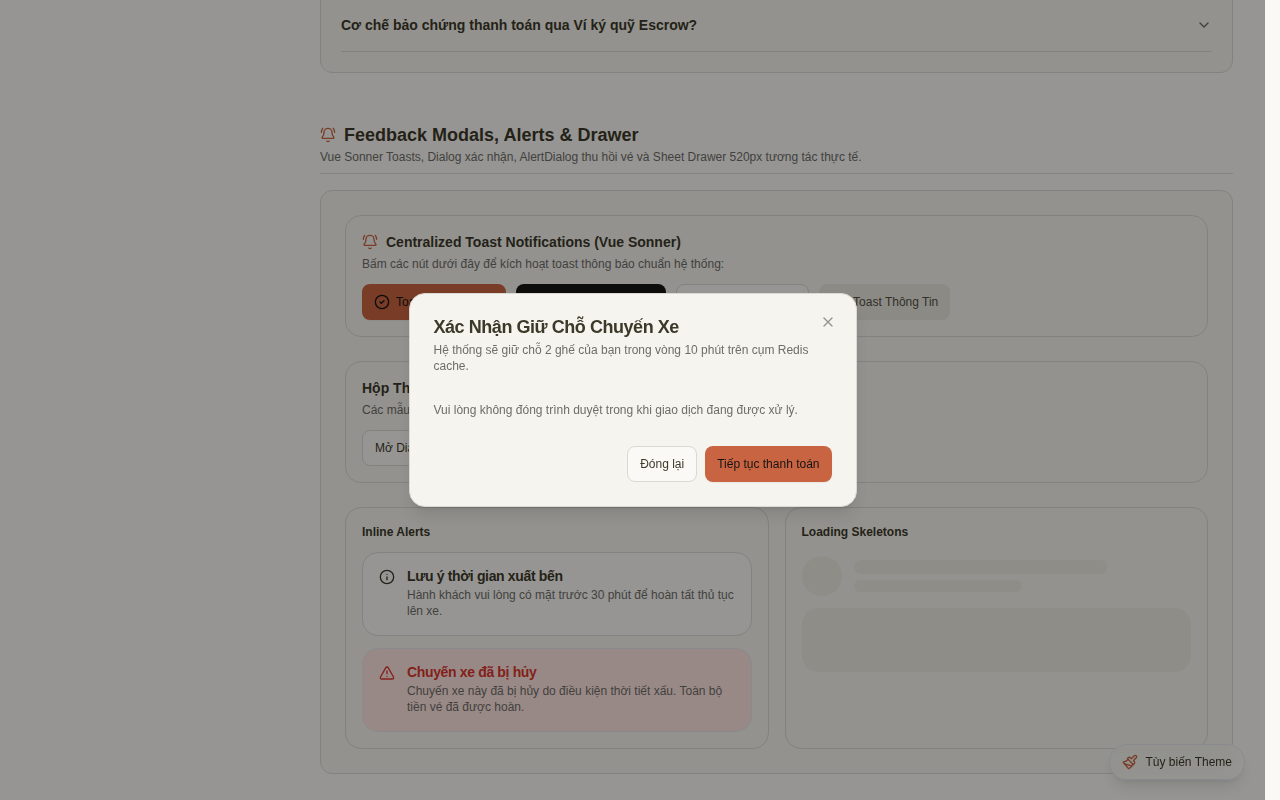 Cơ chế bảo chứng thanh toán qua Ví ký quỹ Escrow?
Feedback Modals, Alerts & Drawer
Vue Sonner Toasts, Dialog xác nhận, AlertDialog thu hồi vé và Sheet Drawer 520px tương tác thực tế.
Centralized Toast Notifications (Vue Sonner)
Bấm các nút dưới đây để kích hoạt toast thông báo chuẩn hệ thống:
Toast Thông Tin
Xác Nhận Giữ Chỗ Chuyến Xe
Hệ thống sẽ giữ chỗ 2 ghế của bạn trong vòng 10 phút trên cụm Redis
cache.
Vui lòng không đóng trình duyệt trong khi giao dịch đang được xử lý.
Đóng lại
Tiếp tục thanh toán
Hộp
Các mẫu
Mở
Inline Alerts
Lưu ý thời gian xuất bến
Hành khách vui lòng có mặt trước 30 phút để hoàn tất thủ tục
lên xe.
Chuyến xe đã bị hủy
Chuyến xe này đã bị hủy do điều kiện thời tiết xấu. Toàn bộ
tiền vé đã được hoàn.
Loading Skeletons
Tùy biến Theme